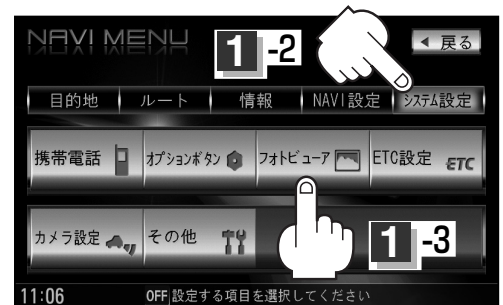 NAVI MENU 1 -2 ◀ 戻る
目的地 ルート 情報 NAVI設定 システム設定
携帯電話 オプションボタン フォトビューア ETC設定 ETC
カメラ設定 その他 1 -3
11:06 OFF 設定する項目を選択してください